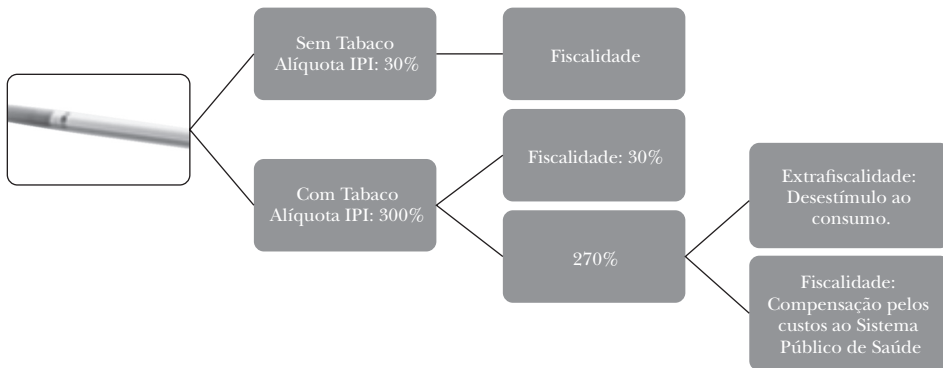 Sem Tabaco
Alíquota IPI: 30%
Fiscalidade
Com Tabaco
Alíquota IPI: 300%
Fiscalidade: 30%
270%
Extrafiscalidade:
Desestímulo ao
consumo.
Fiscalidade:
Compensação pelos
custos ao Sistema
Público de Saúde